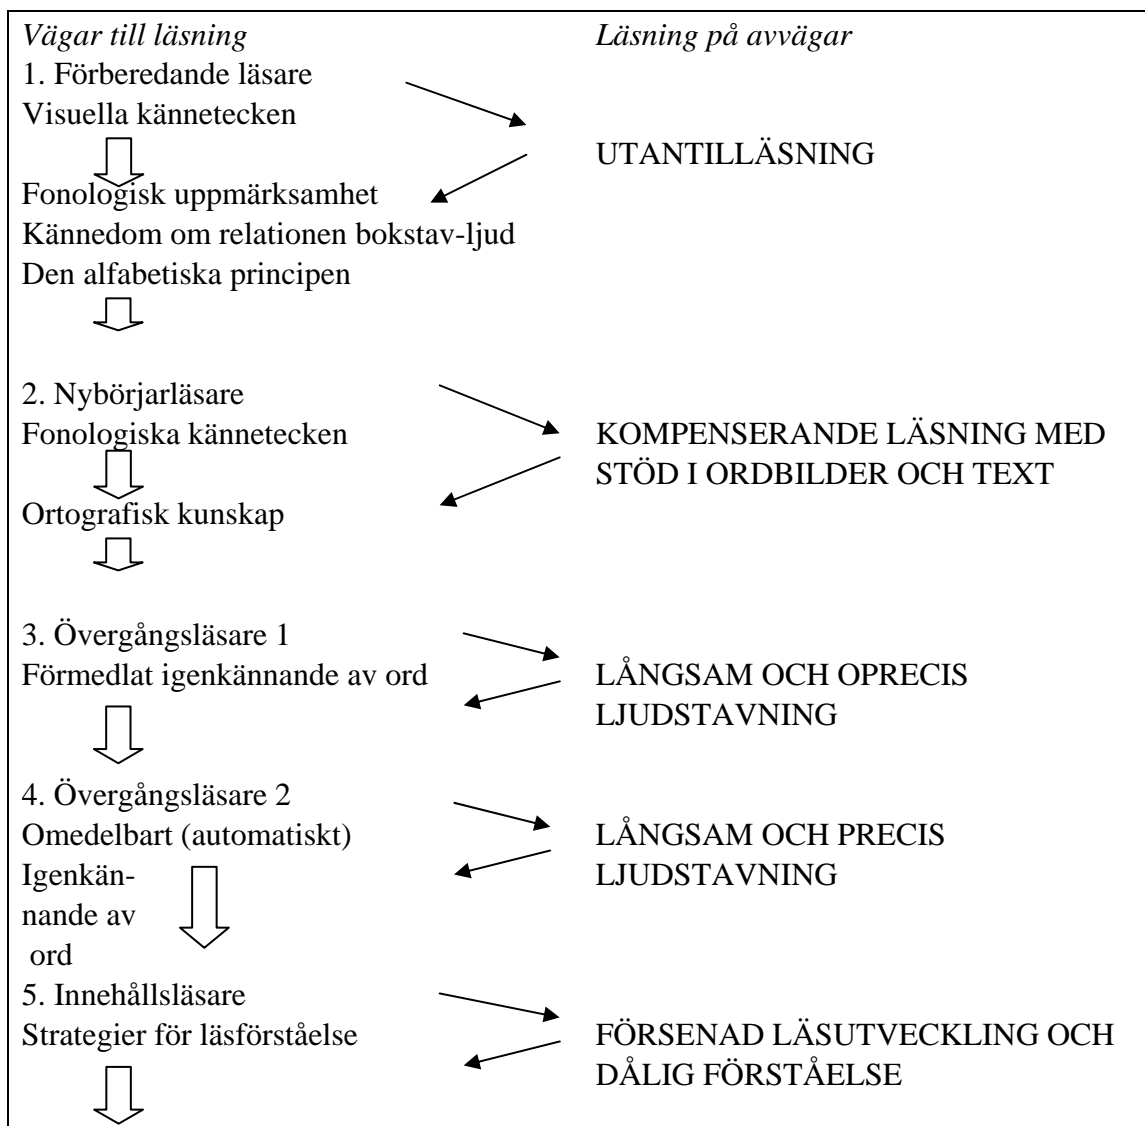 Vägar till läsning
Läsning på avvägar
1. Förberedande läsare
Visuella kännetecken
UTANTILLÄSNING
Fonologisk uppmärksamhet
Kännedom om relationen bokstav-ljud
Den alfabetiska principen
2. Nybörjarläsare
Fonologiska kännetecken
KOMPENSERANDE LÄSNING MED
STÖD I ORDBILDER OCH TEXT
Ortografisk kunskap
3. Övergångsläsare 1
Förmedlat igenkännande av ord
LÅNGSAM OCH OPRECIS
LJUDSTAVNING
4. Övergångsläsare 2
Omedelbart (automatiskt)
Igenkän-
nande av
ord
LÅNGSAM OCH PRECIS
LJUDSTAVNING
5. Innehållsläsare
Strategier för läsförståelse
FÖRSENAD LÄSUTVECKLING OCH
DÅLIG FÖRSTÅELSE